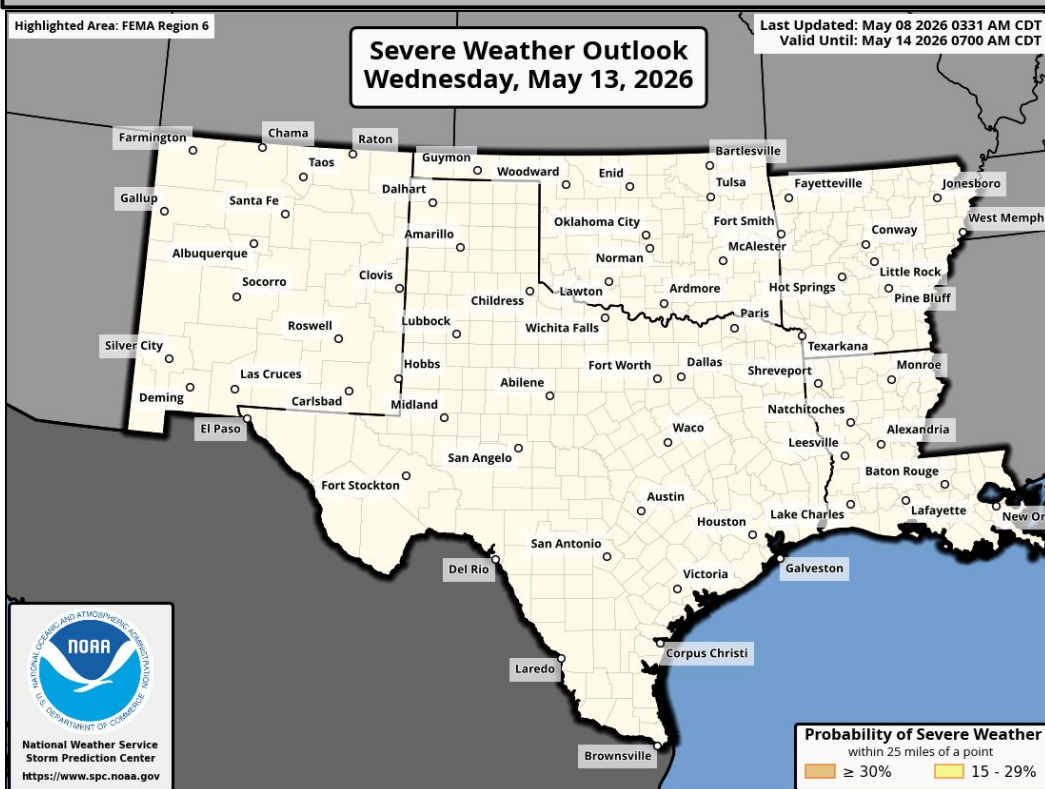 Highlighted Area: FEMA Region 6
Last Updated: May 08 2026 0331 AM CDT
Valid Until: May 14 2026 0700 AM CDT
Severe Weather Outlook
Wednesday, May 13, 2026
Farmington
Chama
Raton
Taos
Guymon
Woodward
Enid
Bartlesville
Tulsa
Fayetteville
Jonesboro
Gallup
Santa Fe
Dalhart
Oklahoma City
Fort Smith
West Memph
Albuquerque
Amarillo
Norman
McAlester
Conway
Socorro
Clovis
Childress
Lawton
Ardmore
Hot Springs
Little Rock
Pine Bluff
Roswell
Lubbock
Wichita Falls
Paris
Texarkana
Silver City
Las Cruces
Hobbs
Fort Worth
Dallas
Shreveport
Monroe
Deming
Carlsbad
Midland
Abilene
Natchitoches
El Paso
Waco
Leesville
Alexandria
San Angelo
Fort Stockton
Baton Rouge
Austin
Houston
Lake Charles
Lafayette
New Or
San Antonio
Del Rio
Victoria
Galveston
Laredo
Corpus Christi
Brownsville
NATIONAL OCEANIC AND ATMOSPHERIC ADMINISTRATION
NOAA
U.S. DEPARTMENT OF COMMERCE
National Weather Service
Storm Prediction Center
https://www.spc.noaa.gov
Probability of Severe Weather
within 25 miles of a point
≥ 30%
15 - 29%